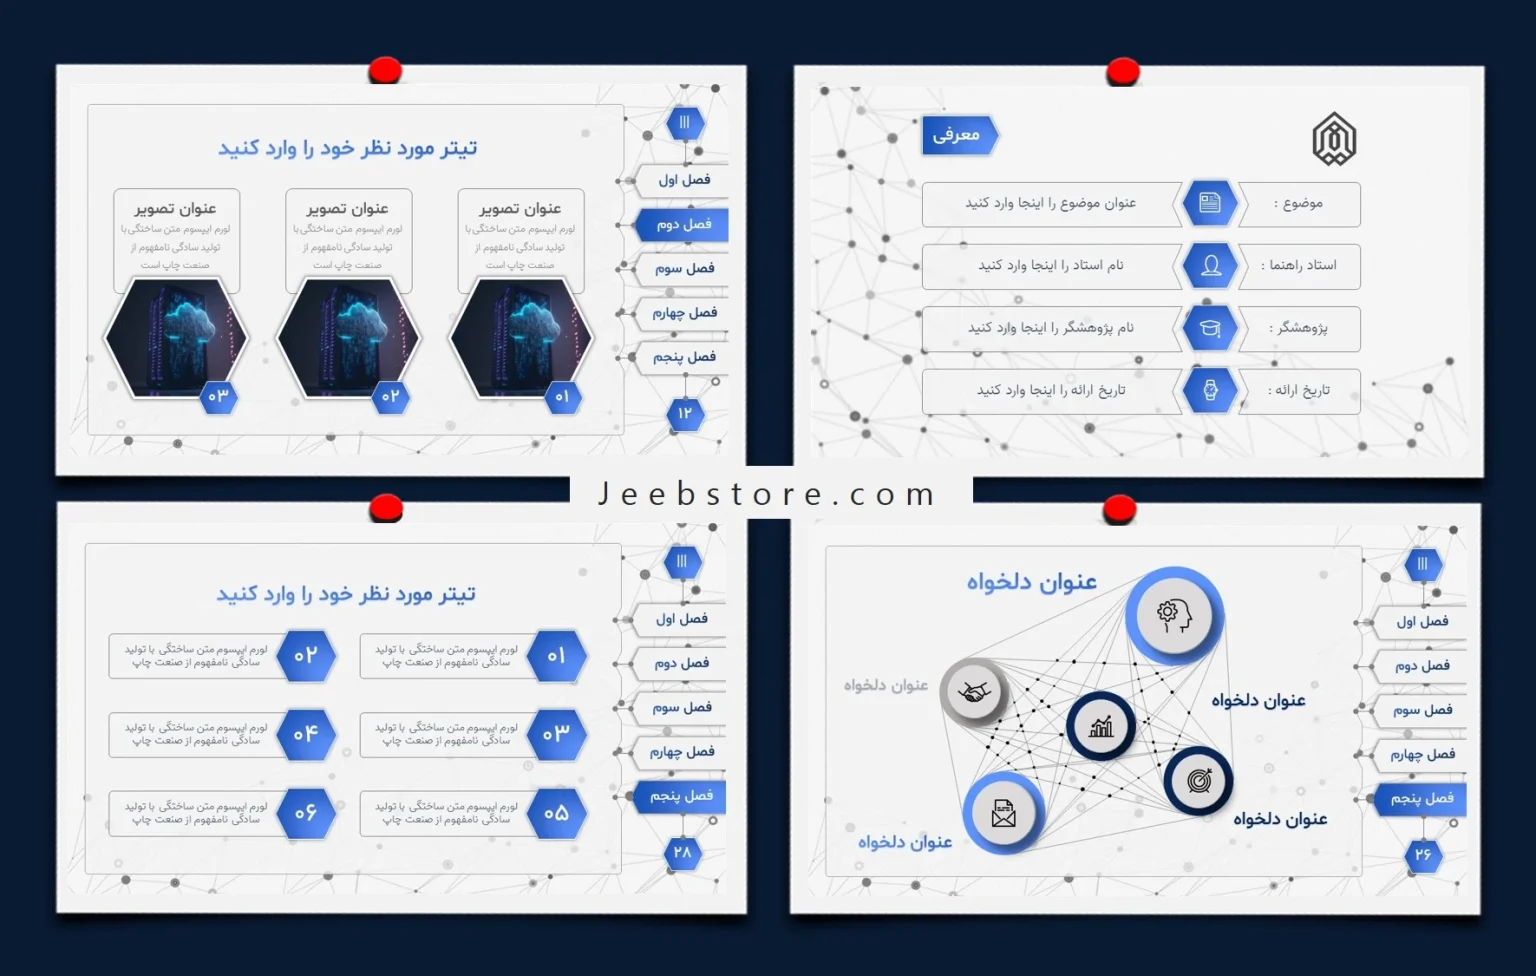 معرفی
موضوع :
عنوان موضوع را اینجا وارد کنید
استاد راهنما :
نام استاد را اینجا وارد کنید
پژوهشگر :
نام پژوهشگر را اینجا وارد کنید
تاریخ ارائه :
تاریخ ارائه را اینجا وارد کنید
تیتر مورد نظر خود را وارد کنید
عنوان تصویر
لورم ایپسوم متن ساختگی با
تولید سادگی نامفهوم از
صنعت چاپ است
۰۱
عنوان تصویر
لورم ایپسوم متن ساختگی با
تولید سادگی نامفهوم از
صنعت چاپ است
۰۲
عنوان تصویر
لورم ایپسوم متن ساختگی با
تولید سادگی نامفهوم از
صنعت چاپ است
۰۳
فصل اول
فصل دوم
فصل سوم
فصل چهارم
فصل پنجم
۱۲
Jeebstore.com
عنوان دلخواه
عنوان دلخواه
عنوان دلخواه
عنوان دلخواه
عنوان دلخواه
فصل اول
فصل دوم
فصل سوم
فصل چهارم
فصل پنجم
۲۶
تیتر مورد نظر خود را وارد کنید
۰۱
لورم ایپسوم متن ساختگی با تولید
سادگی نامفهوم از صنعت چاپ
۰۲
لورم ایپسوم متن ساختگی با تولید
سادگی نامفهوم از صنعت چاپ
۰۳
لورم ایپسوم متن ساختگی با تولید
سادگی نامفهوم از صنعت چاپ
۰۴
لورم ایپسوم متن ساختگی با تولید
سادگی نامفهوم از صنعت چاپ
۰۵
لورم ایپسوم متن ساختگی با تولید
سادگی نامفهوم از صنعت چاپ
۰۶
لورم ایپسوم متن ساختگی با تولید
سادگی نامفهوم از صنعت چاپ
فصل اول
فصل دوم
فصل سوم
فصل چهارم
فصل پنجم
۲۸